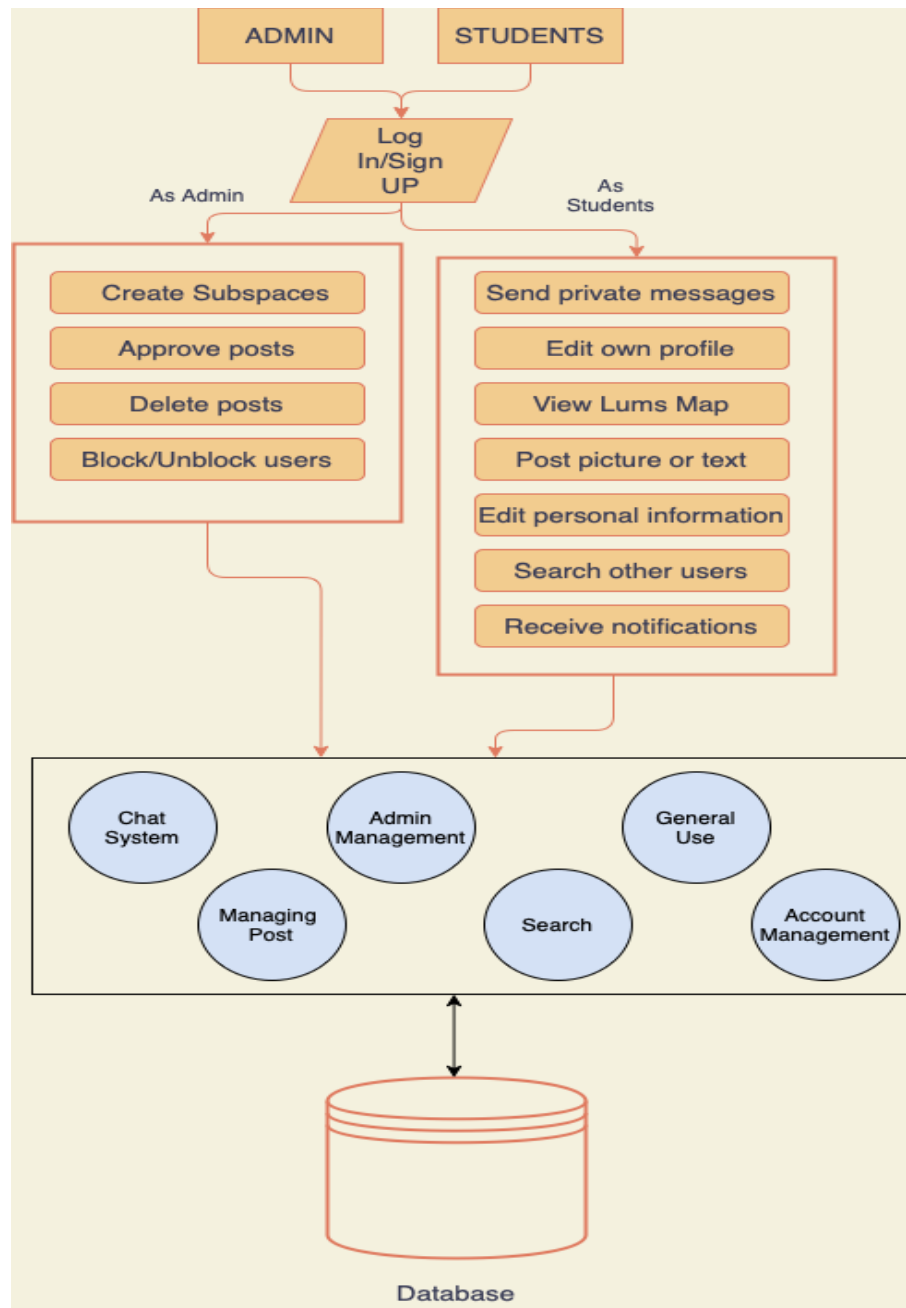 ADMIN
STUDENTS
Log
In/Sign
UP
As Admin
As
Students
Create Subspaces
Approve posts
Delete posts
Block/Unblock users
Send private messages
Edit own profile
View Lums Map
Post picture or text
Edit personal information
Search other users
Receive notifications
Chat
System
Admin
Management
General
Use
Managing
Post
Search
Account
Management
Database